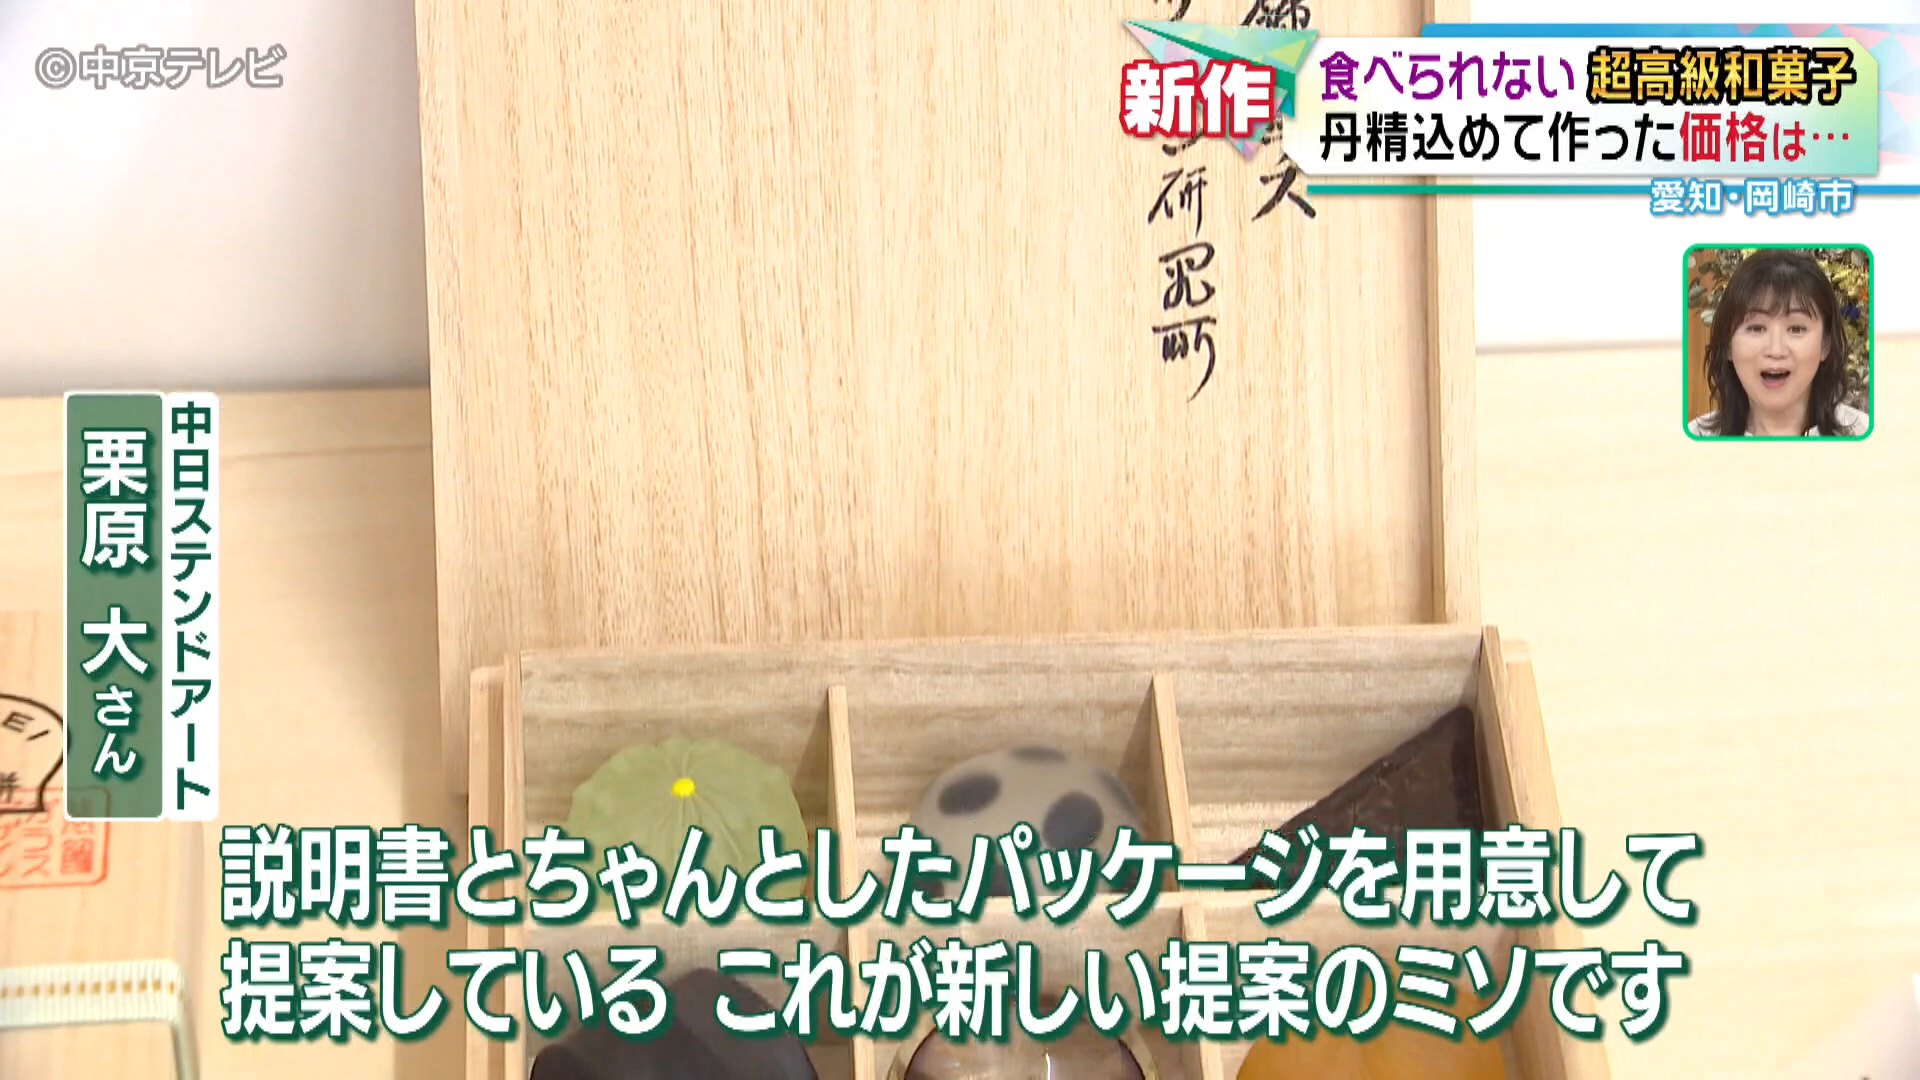 ©中京テレビ
新作
食べられない 超高級和菓子
丹精込めて作った価格は…
愛知・岡崎市
研究所
ス
中日ステンドアート
栗原 大さん
説明書とちゃんとしたパッケージを用意して
提案している これが新しい提案のミソです